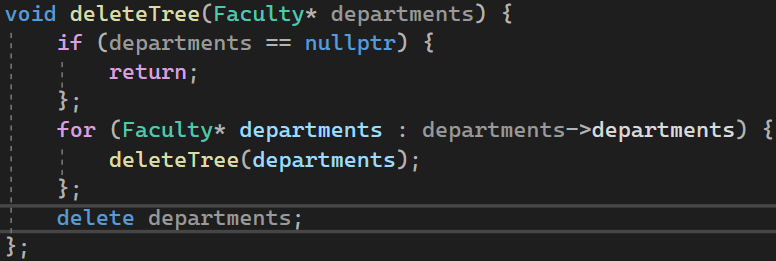 void deleteTree(Faculty* departments) {
if (departments == nullptr) {
return;
};
for (Faculty* departments : departments->departments) {
deleteTree(departments);
};
delete departments;
};